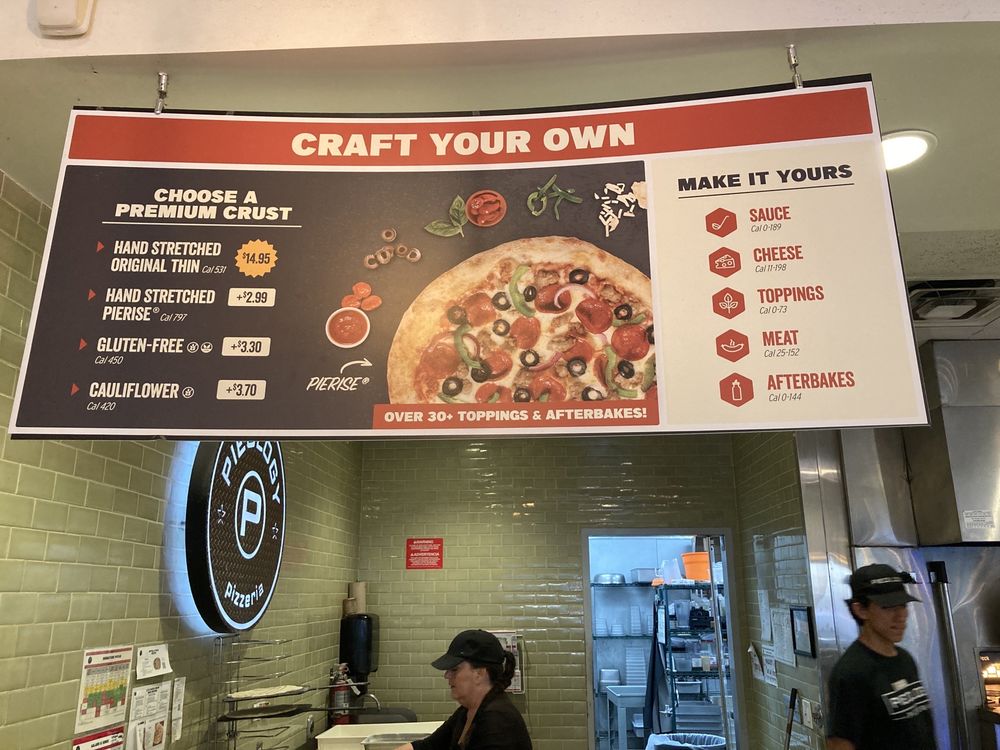 CRAFT YOUR OWN
CHOOSE A
PREMIUM CRUST
HAND STRETCHED
ORIGINAL THIN Cal 531
$14.95
HAND STRETCHED
PIERISE® Cal 797
+$2.99
GLUTEN-FREE
Cal 450
+$3.30
CAULIFLOWER
Cal 420
+$3.70
PIERISE®
OVER 30+ TOPPINGS & AFTERBAKES!
MAKE IT YOURS
SAUCE
Cal 0-189
CHEESE
Cal 11-198
TOPPINGS
Cal 0-73
MEAT
Cal 25-152
AFTERBAKES
Cal 0-144
PIEOLOGY
P
Pizzeria
WARNING
ADVERTENCIA